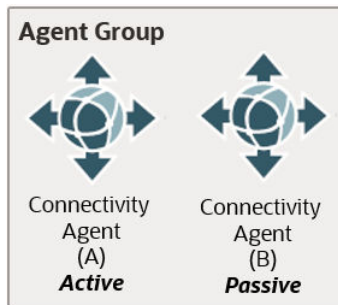 Agent Group
Connectivity
Agent
(A)
Active
Connectivity
Agent
(B)
Passive